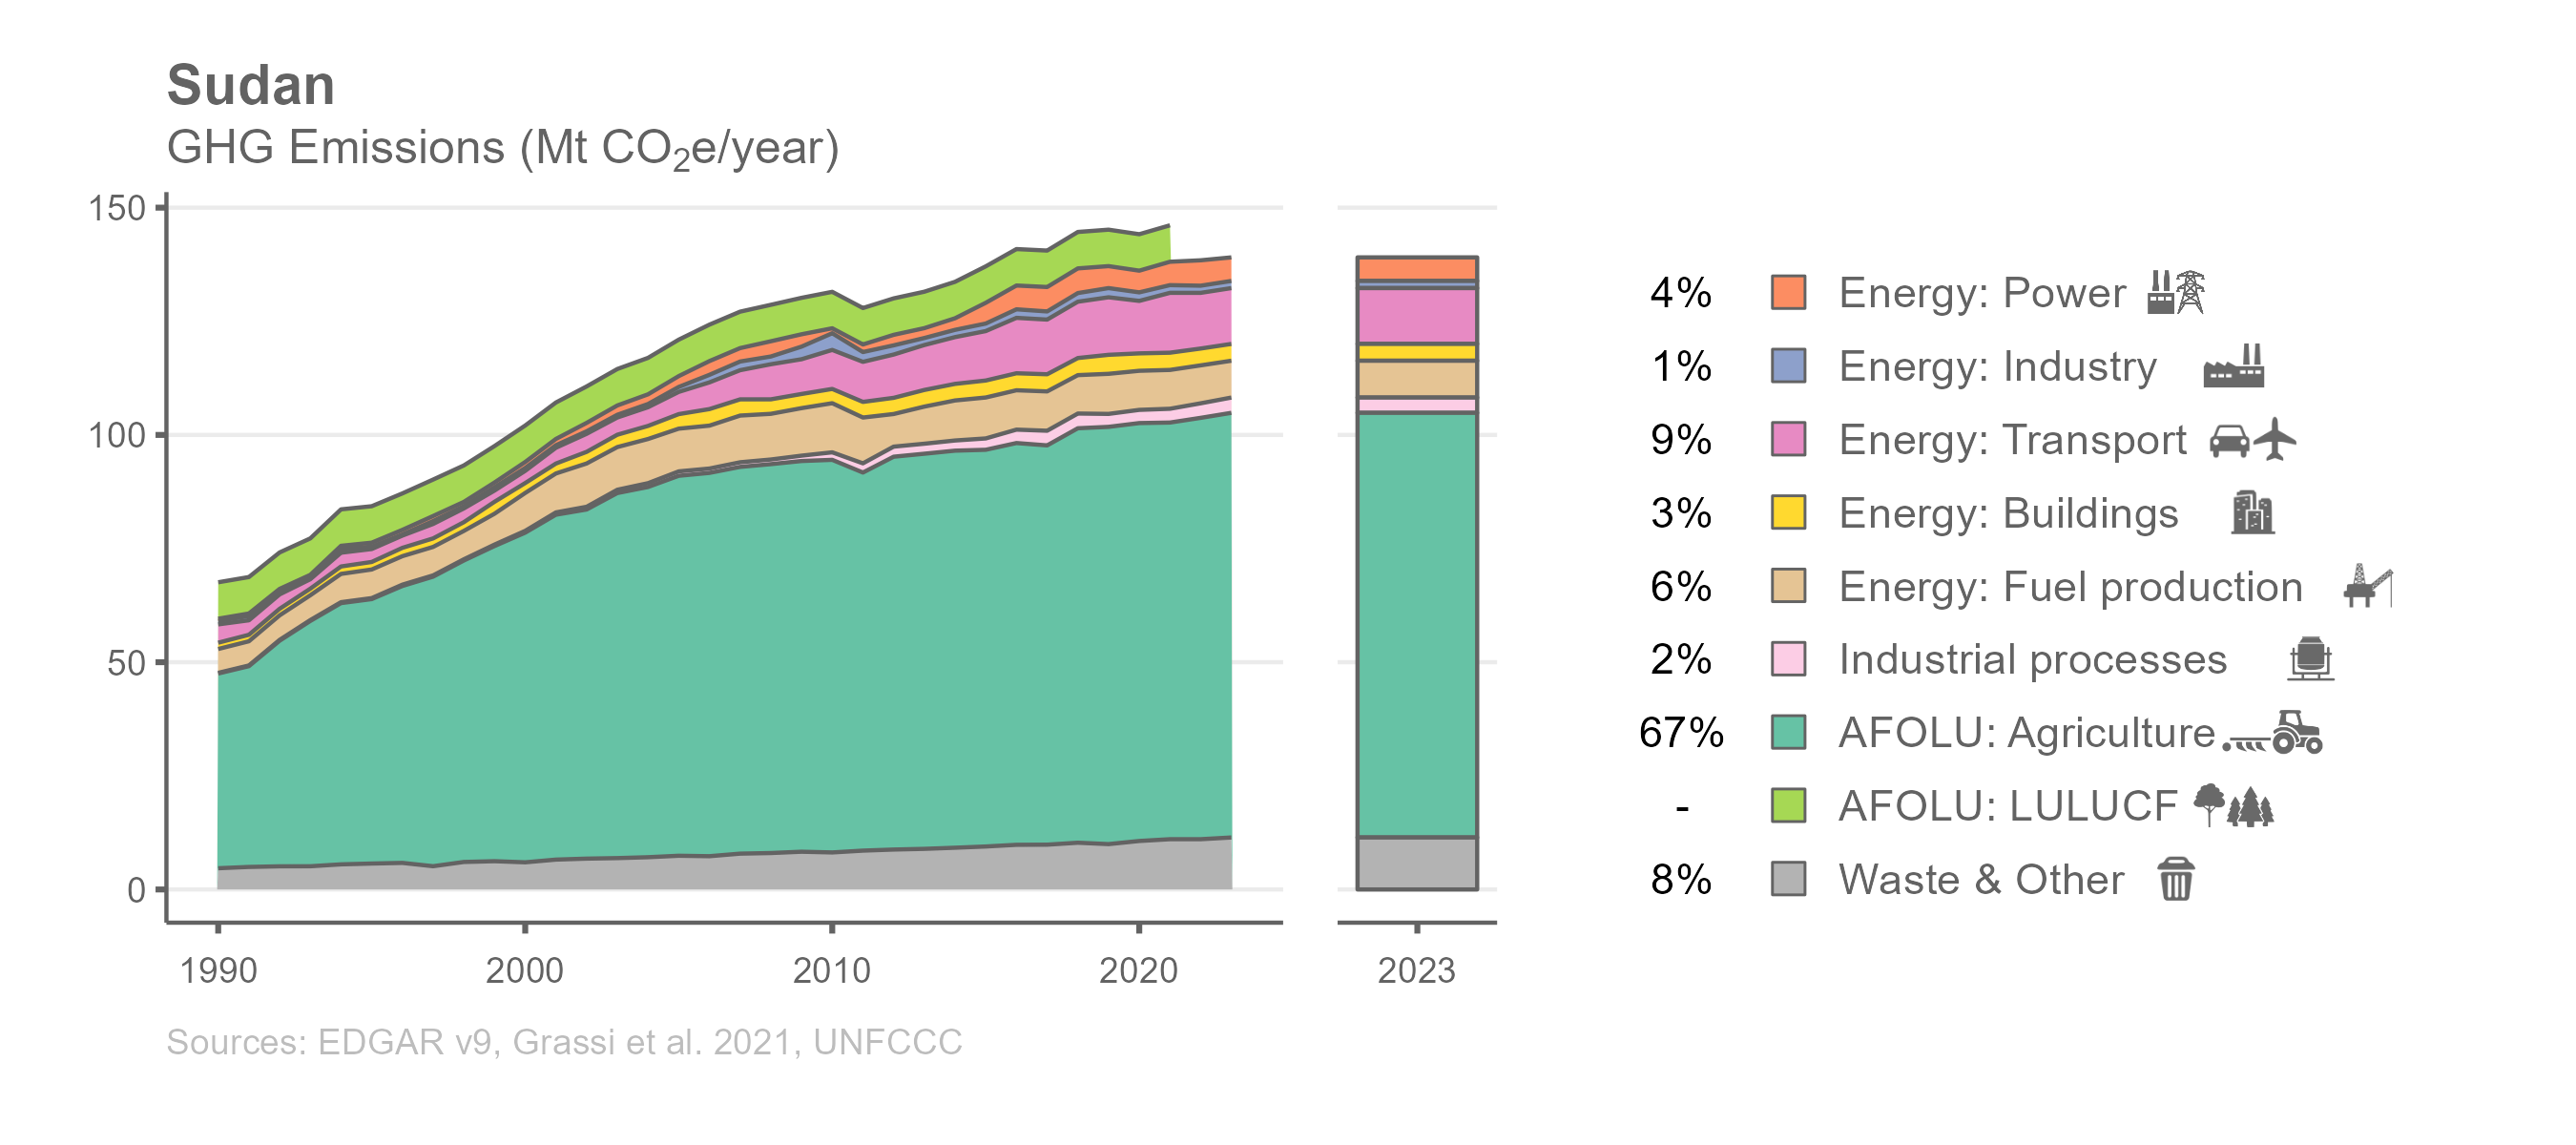 Sudan
GHG Emissions (Mt CO₂e/year)
150
100
50
0
1990 2000 2010 2020 2023
4% Energy: Power
1% Energy: Industry
9% Energy: Transport
3% Energy: Buildings
6% Energy: Fuel production
2% Industrial processes
67% AFOLU: Agriculture
- AFOLU: LULUCF
8% Waste & Other
Sources: EDGAR v9, Grassi et al. 2021, UNFCCC